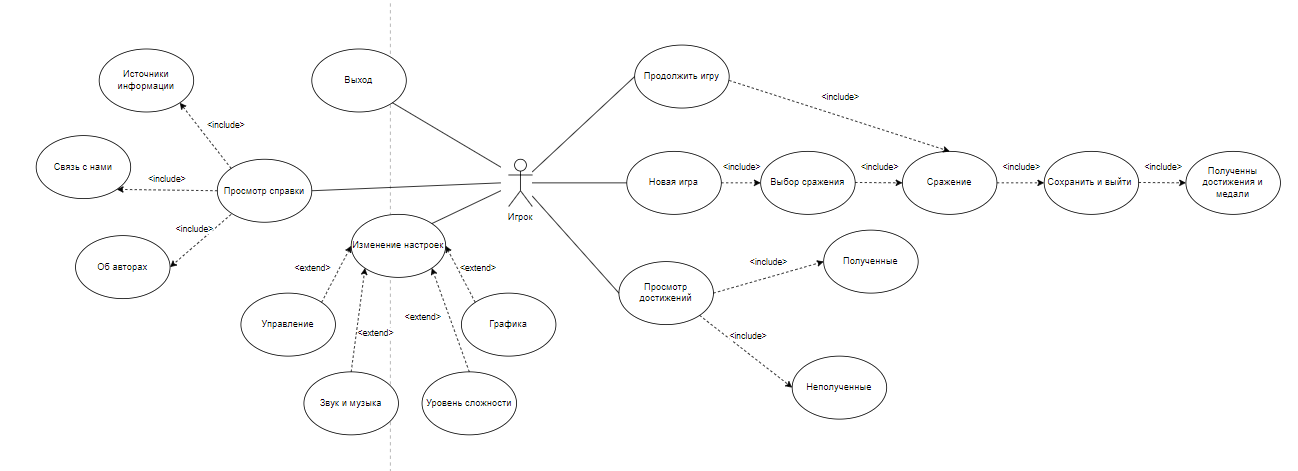 Источники
информации
Выход
Продолжить игру
<include>
<include>
Связь с нами
<include>
Просмотр справки
Игрок
Новая игра
<include>
Выбор сражения
<include>
Сражение
<include>
Сохранить и выйти
<include>
Полученны
достижения и
медали
<include>
Об авторах
Изменение настроек
<extend>
<extend>
<extend>
<extend>
Управление
Графика
Звук и музыка
Уровень сложности
Просмотр
достижений
<include>
Полученные
<include>
Неполученные